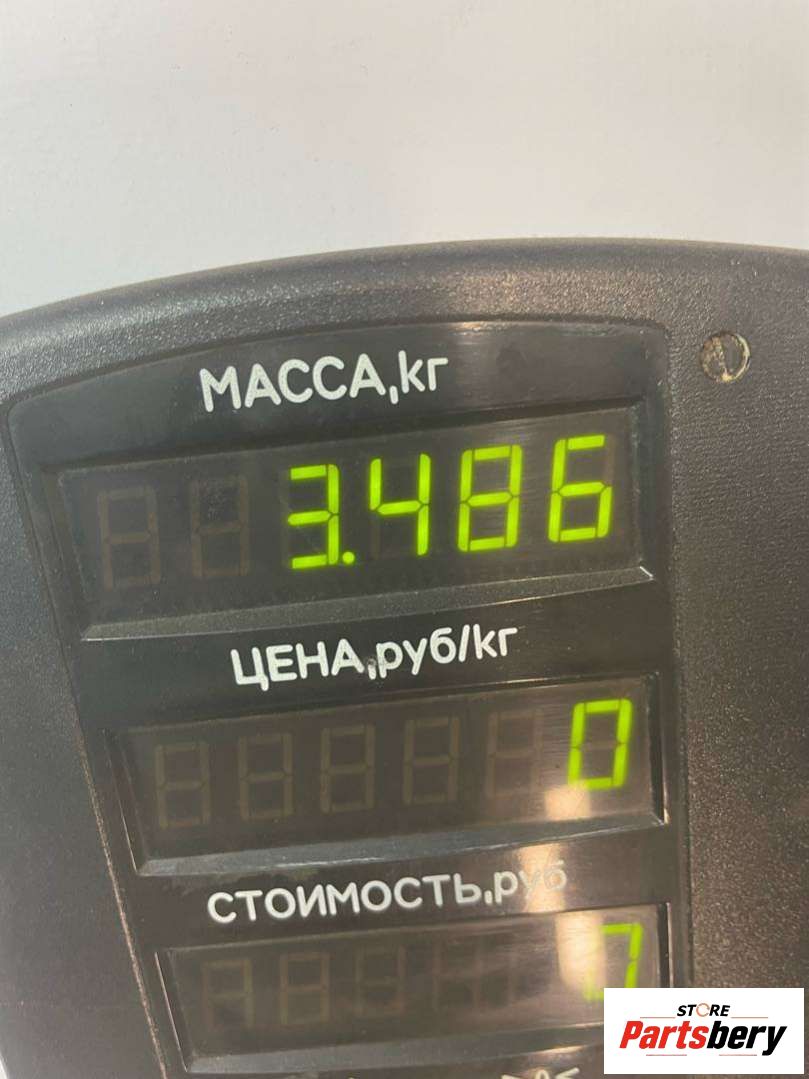 МАССА,кг
3.486
ЦЕНА,руб/кг
0
СТОИМОСТЬ,руб
STORE
Partsbery